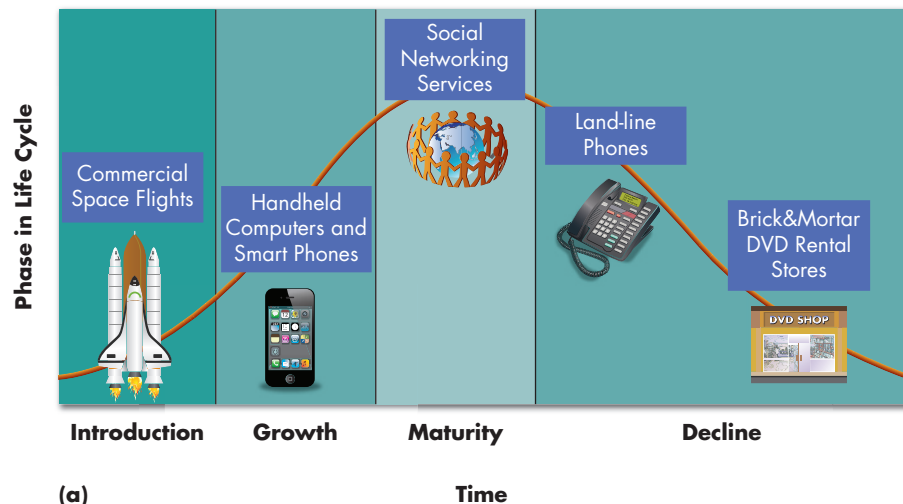 Phase in Life Cycle
Commercial
Space Flights
Handheld
Computers and
Smart Phones
Social
Networking
Services
Land-line
Phones
Brick&Mortar
DVD Rental
Stores
DVD SHOP
Introduction
Growth
Maturity
Decline
(a)
Time